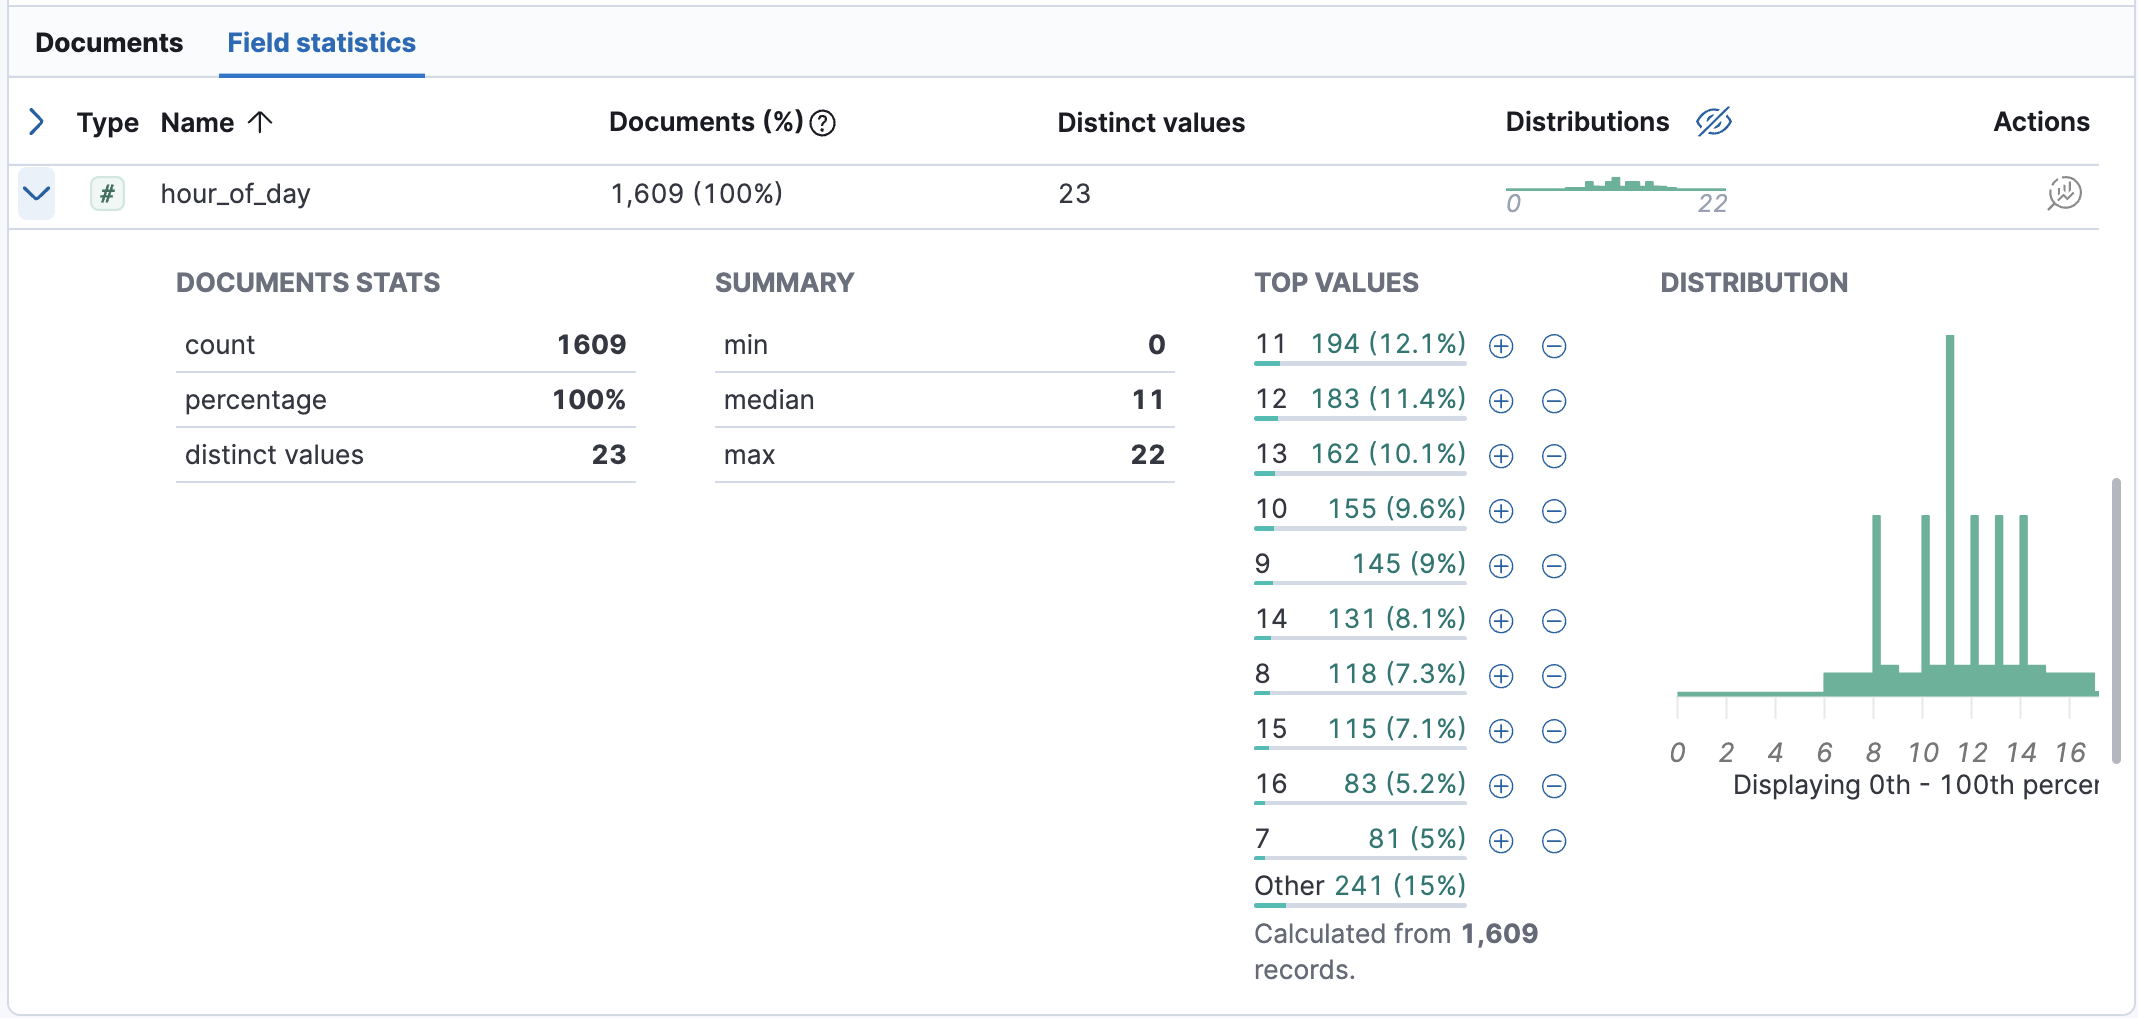 Documents Field statistics
Type Name Documents (%) Distinct values Distributions Actions
# hour_of_day 1,609 (100%) 23 0 22
DOCUMENTS STATS
count 1609
percentage 100%
distinct values 23
SUMMARY
min 0
median 11
max 22
TOP VALUES
11 194 (12.1%)
12 183 (11.4%)
13 162 (10.1%)
10 155 (9.6%)
9 145 (9%)
14 131 (8.1%)
8 118 (7.3%)
15 115 (7.1%)
16 83 (5.2%)
7 81 (5%)
Other 241 (15%)
Calculated from 1,609
records.
DISTRIBUTION
0 2 4 6 8 10 12 14 16
Displaying 0th - 100th percer